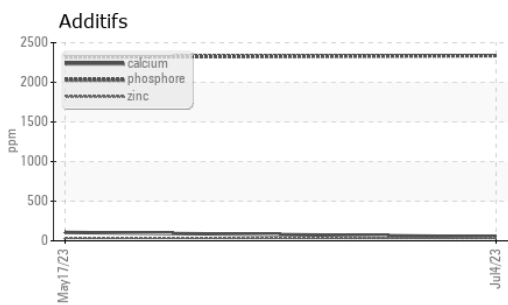 Additifs
2500
2000
1500
1000
500
0
ppm
calcium
phosphore
zinc
May17/23
Jul4/23